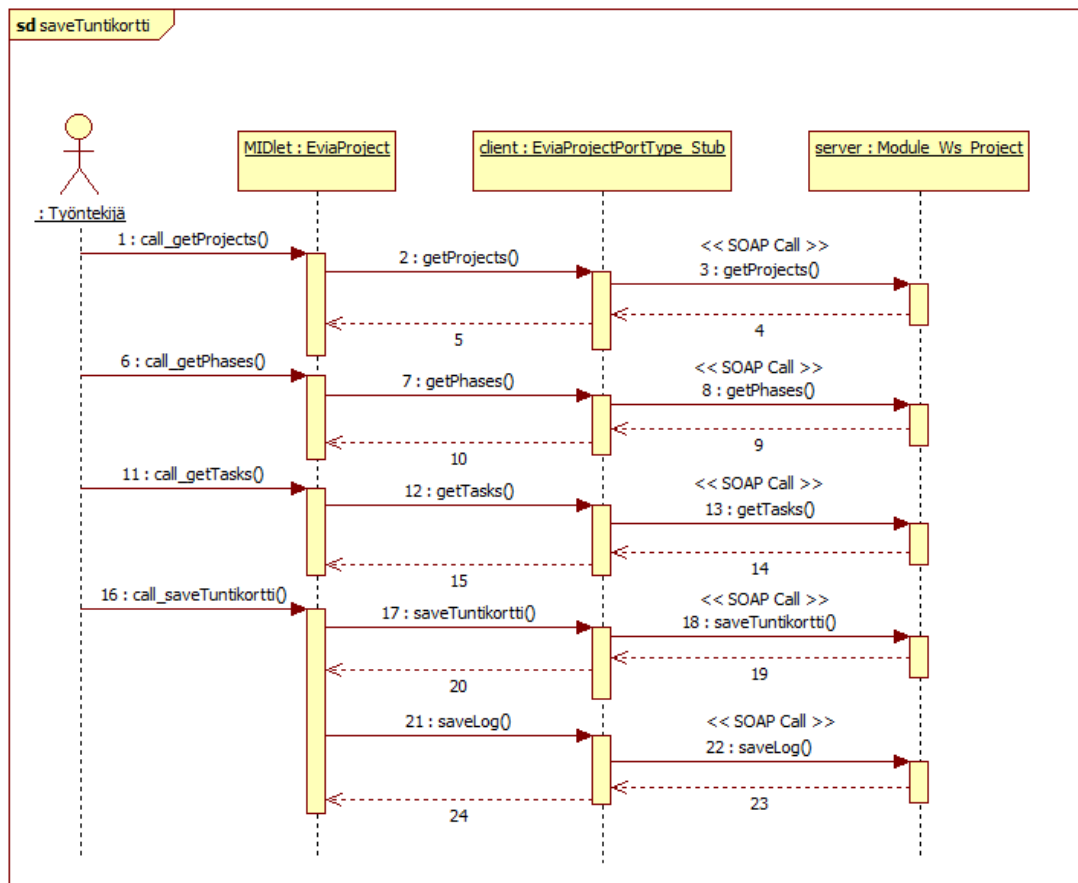 sd saveTuntikortti
MIDlet : EviaProject
client : EviaProjectPortType_Stub
server : Module_Ws_Project
: Työntekijä
1 : call_getProjects()
2 : getProjects()
<< SOAP Call >>
3 : getProjects()
4
5
6 : call_getPhases()
7 : getPhases()
<< SOAP Call >>
8 : getPhases()
9
10
11 : call_getTasks()
12 : getTasks()
<< SOAP Call >>
13 : getTasks()
14
15
16 : call_saveTuntikortti()
17 : saveTuntikortti()
<< SOAP Call >>
18 : saveTuntikortti()
19
20
21 : saveLog()
<< SOAP Call >>
22 : saveLog()
23
24